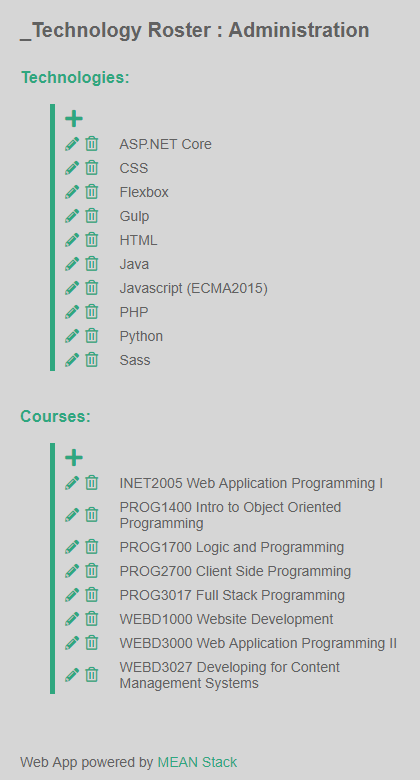 _Technology Roster : Administration
Technologies:
ASP.NET Core
CSS
Flexbox
Gulp
HTML
Java
Javascript (ECMA2015)
PHP
Python
Sass
Courses:
INET2005 Web Application Programming I
PROG1400 Intro to Object Oriented
Programming
PROG1700 Logic and Programming
PROG2700 Client Side Programming
PROG3017 Full Stack Programming
WEBD1000 Website Development
WEBD3000 Web Application Programming II
WEBD3027 Developing for Content
Management Systems
Web App powered by MEAN Stack